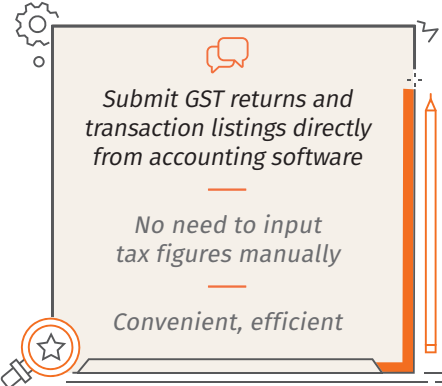 Submit GST returns and
transaction listings directly
from accounting software
No need to input
tax figures manually
Convenient, efficient